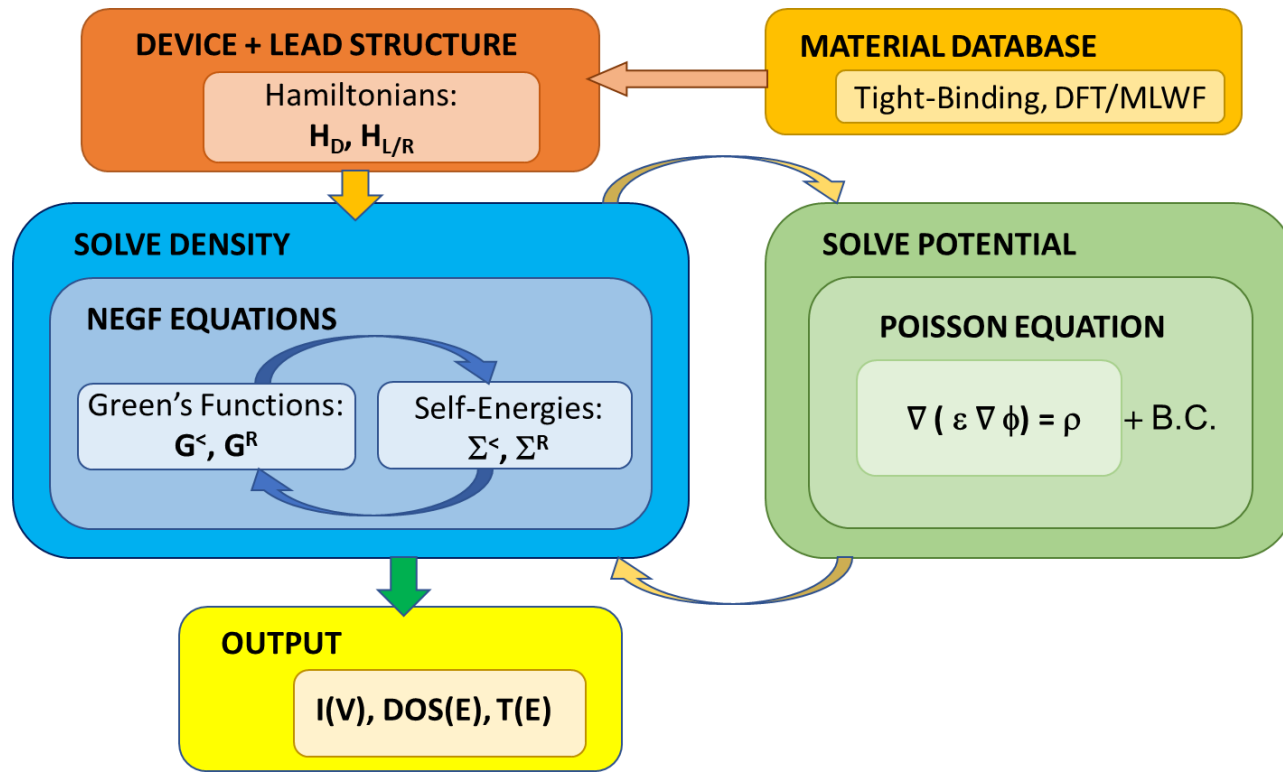 DEVICE + LEAD STRUCTURE
Hamiltonians:
H_D, H_L/R
MATERIAL DATABASE
Tight-Binding, DFT/MLWF
SOLVE DENSITY
NEGF EQUATIONS
Green’s Functions:
G^<, G^R
Self-Energies:
Σ^<, Σ^R
SOLVE POTENTIAL
POISSON EQUATION
∇ ( ε ∇ ϕ) = ρ + B.C.
OUTPUT
I(V), DOS(E), T(E)